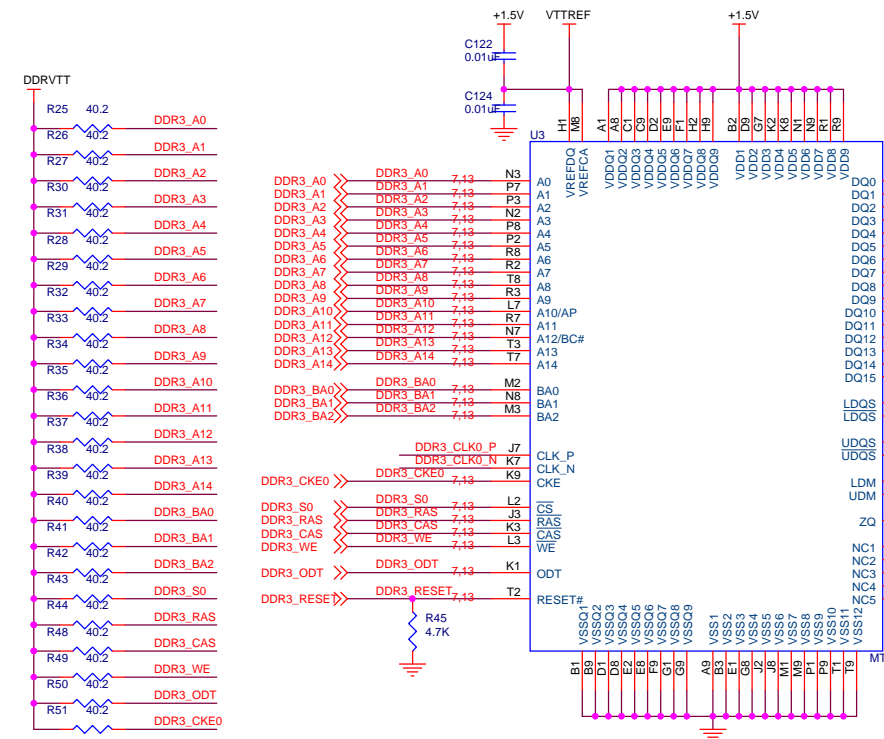 +1.5V
VTTREF
+1.5V
C122
0.01uF
C124
0.01uF
DDRVTT
R25 40.2 DDR3_A0
R26 40.2 DDR3_A1
R27 40.2 DDR3_A2
R30 40.2 DDR3_A3
R31 40.2 DDR3_A4
R28 40.2 DDR3_A5
R29 40.2 DDR3_A6
R32 40.2 DDR3_A7
R33 40.2 DDR3_A8
R34 40.2 DDR3_A9
R35 40.2 DDR3_A10
R36 40.2 DDR3_A11
R37 40.2 DDR3_A12
R38 40.2 DDR3_A13
R39 40.2 DDR3_A14
R40 40.2 DDR3_BA0
R41 40.2 DDR3_BA1
R42 40.2 DDR3_BA2
R43 40.2 DDR3_S0
R44 40.2 DDR3_RAS
R48 40.2 DDR3_CAS
R49 40.2 DDR3_WE
R50 40.2 DDR3_ODT
R51 40.2 DDR3_CKE0
U3
H1 M8 A1 A8 C1 C9 D2 E9 F1 H2 H9 B2 D9 G7 K2 K8 N1 N9 R1 R9
VREFDQ VREFCA VDDQ1 VDDQ2 VDDQ3 VDDQ4 VDDQ5 VDDQ6 VDDQ7 VDDQ8 VDDQ9 VDD1 VDD2 VDD3 VDD4 VDD5 VDD6 VDD7 VDD8 VDD9
DDR3_A0 DDR3_A0 7,13 N3 A0
DDR3_A1 DDR3_A1 7,13 P7 A1
DDR3_A2 DDR3_A2 7,13 P3 A2
DDR3_A3 DDR3_A3 7,13 N2 A3
DDR3_A4 DDR3_A4 7,13 P8 A4
DDR3_A5 DDR3_A5 7,13 P2 A5
DDR3_A6 DDR3_A6 7,13 R8 A6
DDR3_A7 DDR3_A7 7,13 R2 A7
DDR3_A8 DDR3_A8 7,13 T8 A8
DDR3_A9 DDR3_A9 7,13 R3 A9
DDR3_A10 DDR3_A10 7,13 L7 A10/AP
DDR3_A11 DDR3_A11 7,13 R7 A11
DDR3_A12 DDR3_A12 7,13 N7 A12/BC#
DDR3_A13 DDR3_A13 7,13 T3 A13
DDR3_A14 DDR3_A14 7,13 T7 A14
DDR3_BA0 DDR3_BA0 7,13 M2 BA0
DDR3_BA1 DDR3_BA1 7,13 N8 BA1
DDR3_BA2 DDR3_BA2 7,13 M3 BA2
DDR3_CLK0_P J7 CLK_P
DDR3_CLK0_N K7 CLK_N
DDR3_CKE0 DDR3_CKE0 7,13 K9 CKE
DDR3_S0 DDR3_S0 7,13 L2 CS
DDR3_RAS DDR3_RAS 7,13 J3 RAS
DDR3_CAS DDR3_CAS 7,13 K3 CAS
DDR3_WE DDR3_WE 7,13 L3 WE
DDR3_ODT DDR3_ODT 7,13 K1 ODT
DDR3_RESET DDR3_RESET 7,13 T2 RESET#
R45
4.7K
DQ0
DQ1
DQ2
DQ3
DQ4
DQ5
DQ6
DQ7
DQ8
DQ9
DQ10
DQ11
DQ12
DQ13
DQ14
DQ15
LDQS
LDQS
UDQS
UDQS
LDM
UDM
ZQ
NC1
NC2
NC3
NC4
NC5
VSSQ1 VSSQ2 VSSQ3 VSSQ4 VSSQ5 VSSQ6 VSSQ7 VSSQ8 VSSQ9 VSS1 VSS2 VSS3 VSS4 VSS5 VSS6 VSS7 VSS8 VSS9 VSS10 VSS11 VSS12
B1 B9 D1 D8 E2 E8 F9 G1 G9 A9 B3 E1 G8 J2 J8 M1 M9 P1 P9 T1 T9
MT